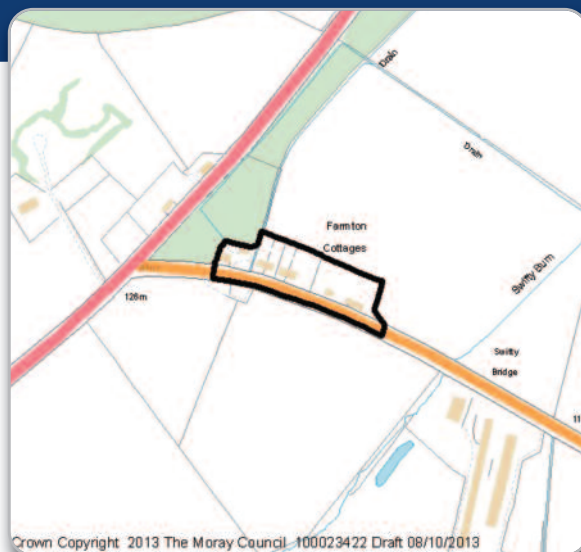 Drain
Drain
Farmton
Cottages
Swifty Burn
126m
Swifty
Bridge
11
Crown Copyright 2013 The Moray Council 100023422 Draft 08/10/2013